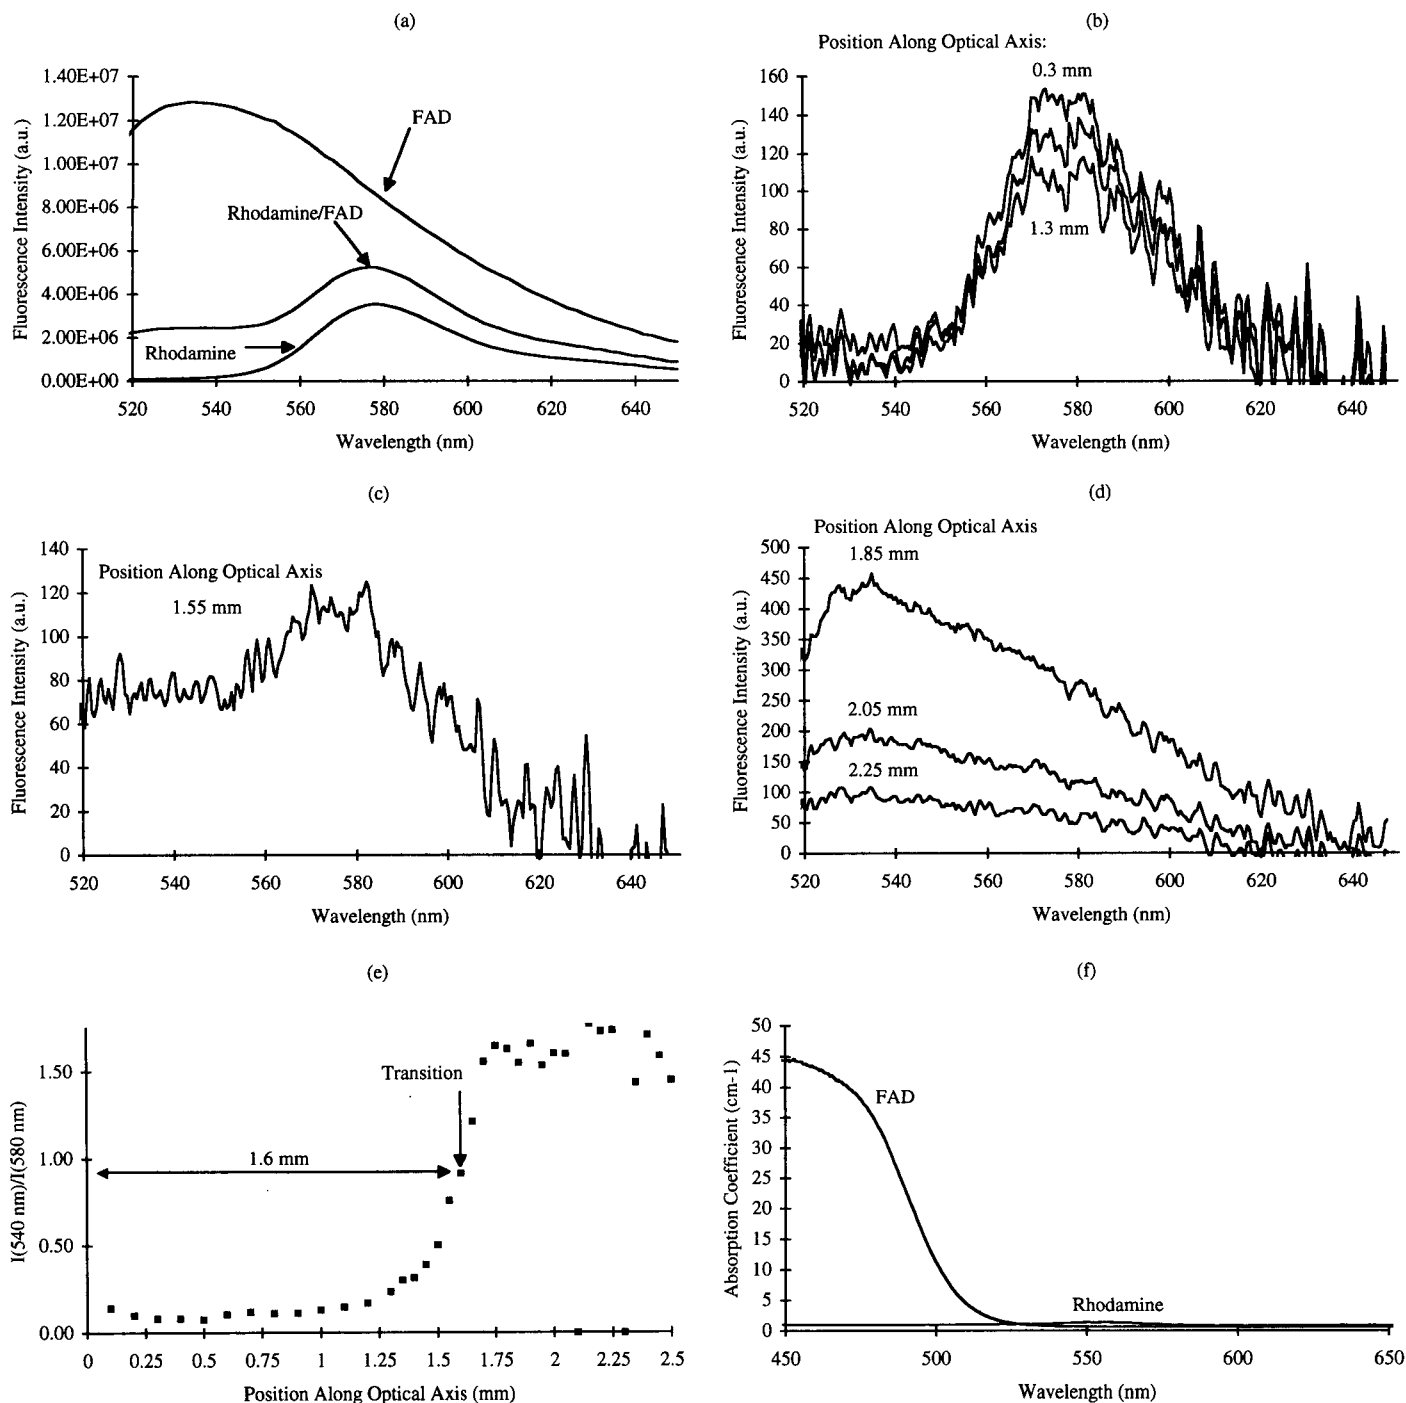 (a)
1.40E+07
1.20E+07
1.00E+07
8.00E+06
6.00E+06
4.00E+06
2.00E+06
0.00E+00
Fluorescence Intensity (a.u.)
FAD
Rhodamine/FAD
Rhodamine
520 540 560 580 600 620 640
Wavelength (nm)
(b)
Position Along Optical Axis:
0.3 mm
160
140
120
100
80
60
40
20
0
Fluorescence Intensity (a.u.)
1.3 mm
520 540 560 580 600 620 640
Wavelength (nm)
(c)
140
120
100
80
60
40
20
0
Fluorescence Intensity (a.u.)
Position Along Optical Axis
1.55 mm
520 540 560 580 600 620 640
Wavelength (nm)
(d)
Position Along Optical Axis
1.85 mm
500
450
400
350
300
250
200
150
100
50
0
Fluorescence Intensity (a.u.)
2.05 mm
2.25 mm
520 540 560 580 600 620 640
Wavelength (nm)
(e)
1.50
1.00
0.50
0.00
I(540 nm)/I(580 nm)
Transition
1.6 mm
0 0.25 0.5 0.75 1 1.25 1.5 1.75 2 2.25 2.5
Position Along Optical Axis (mm)
(f)
50
45
40
35
30
25
20
15
10
5
0
Absorption Coefficient (cm-1)
FAD
Rhodamine
450 500 550 600 650
Wavelength (nm)